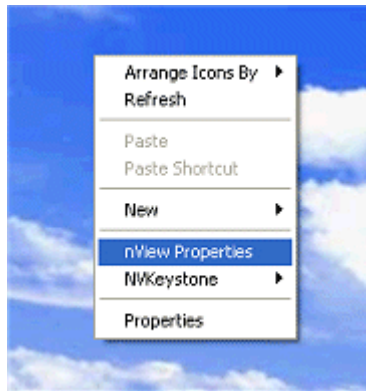 Arrange Icons By
Refresh
Paste
Paste Shortcut
New
nView Properties
NVKeystone
Properties